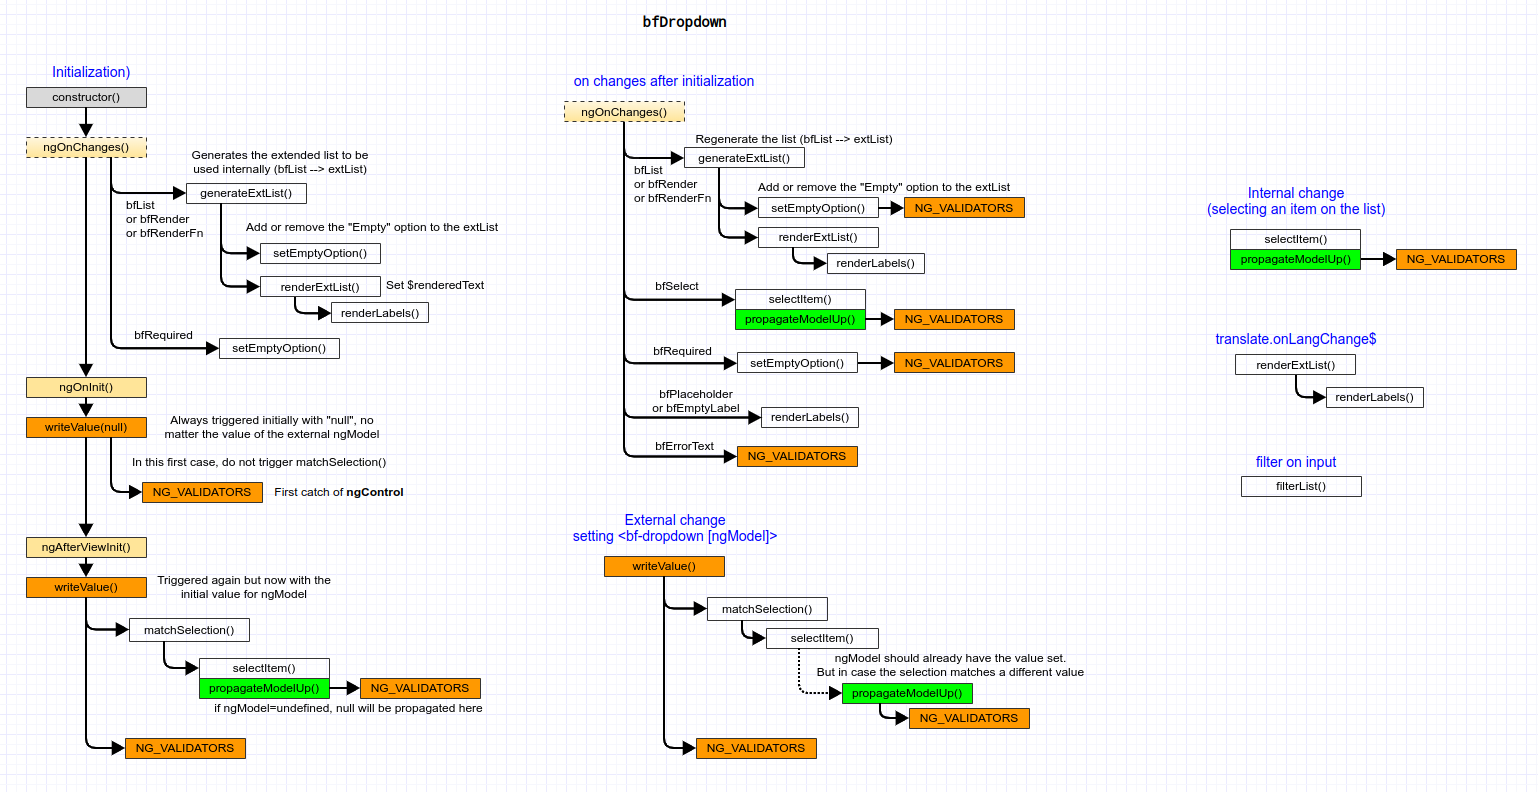 bfDropdown
Initialization)
constructor()
ngOnChanges()
Generates the extended list to be
used internally (bfList --> extList)
generateExtList()
bfList
or bfRender
or bfRenderFn
Add or remove the "Empty" option to the extList
setEmptyOption()
renderExtList()
Set $renderedText
renderLabels()
bfRequired
setEmptyOption()
ngOnInit()
writeValue(null)
Always triggered initially with "null", no
matter the value of the external ngModel
In this first case, do not trigger matchSelection()
NG_VALIDATORS
First catch of ngControl
ngAfterViewInit()
writeValue()
Triggered again but now with the
initial value for ngModel
matchSelection()
selectItem()
propagateModelUp()
NG_VALIDATORS
if ngModel=undefined, null will be propagated here
NG_VALIDATORS
on changes after initialization
ngOnChanges()
Regenerate the list (bfList --> extList)
generateExtList()
bfList
or bfRender
or bfRenderFn
Add or remove the "Empty" option to the extList
setEmptyOption()
NG_VALIDATORS
renderExtList()
renderLabels()
bfSelect
selectItem()
propagateModelUp()
NG_VALIDATORS
bfRequired
setEmptyOption()
NG_VALIDATORS
bfPlaceholder
or bfEmptyLabel
renderLabels()
bfErrorText
NG_VALIDATORS
External change
setting <bf-dropdown [ngModel]>
writeValue()
matchSelection()
selectItem()
ngModel should already have the value set.
But in case the selection matches a different value
propagateModelUp()
NG_VALIDATORS
NG_VALIDATORS
Internal change
(selecting an item on the list)
selectItem()
propagateModelUp()
NG_VALIDATORS
translate.onLangChange$
renderExtList()
renderLabels()
filter on input
filterList()